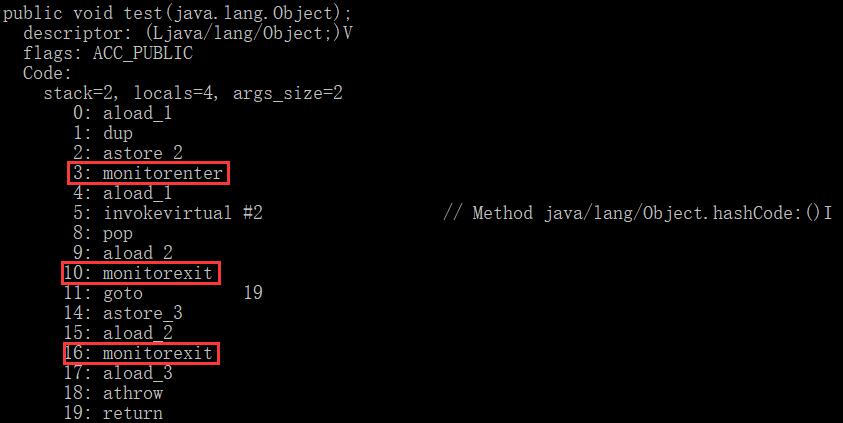 public void test(java.lang.Object);
descriptor: (Ljava/lang/Object;)V
flags: ACC_PUBLIC
Code:
stack=2, locals=4, args_size=2
0: aload_1
1: dup
2: astore_2
3: monitorenter
4: aload_1
5: invokevirtual #2 // Method java/lang/Object.hashCode:()I
8: pop
9: aload_2
10: monitorexit
11: goto 19
14: astore_3
15: aload_2
16: monitorexit
17: aload_3
18: athrow
19: return